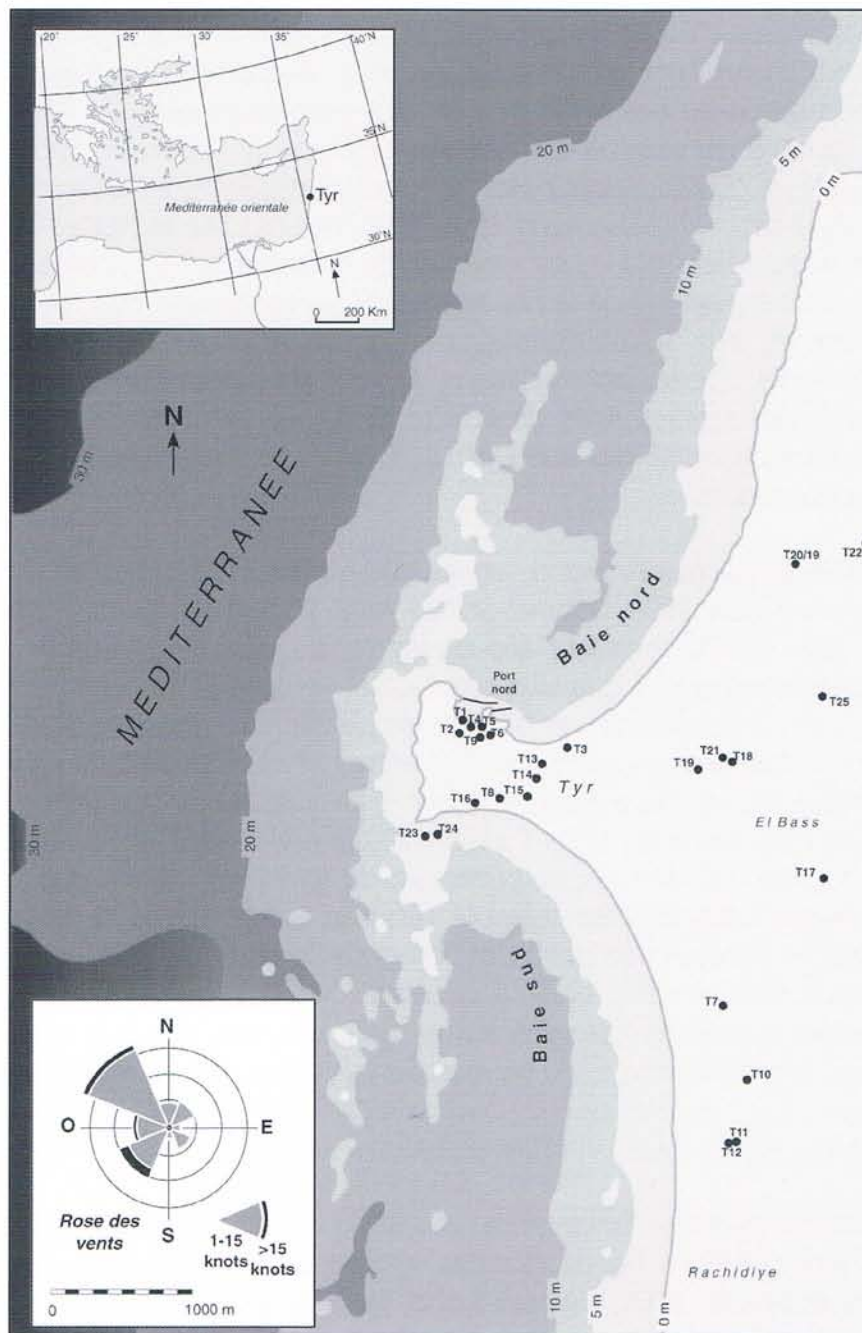 20°
25°
30°
35°
40°N
35°N
30°N
Mediterranée orientale
Tyr
N
0 200 Km
20 m
5 m
0 m
10 m
N
30 m
MEDITERRANEE
Baie nord
T20/19
T22
Port
nord
T1
T4
T5
T2
T9
T6
T3
T25
T13
T21
T18
T19
T14
T8
T15
Tyr
T16
El Bass
T23
T24
20 m
30 m
T17
Baie sud
T7
T10
T11
T12
N
O
E
S
Rose des
vents
1-15
knots
>15
knots
0 1000 m
Rachidiye
10 m
5 m
0 m